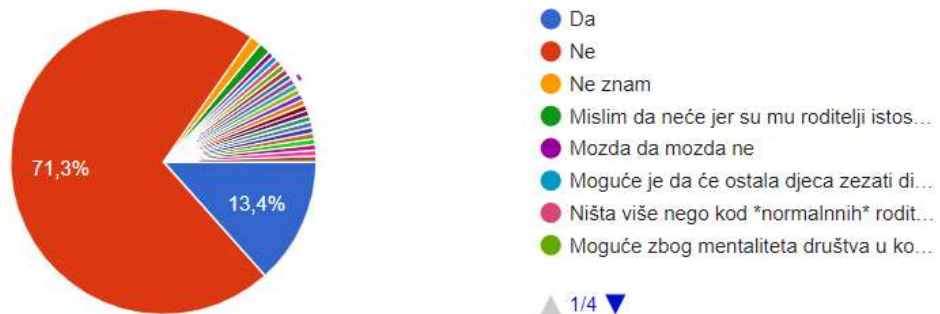 71,3%
13,4%
Da
Ne
Ne znam
Mislim da neće jer su mu roditelji istos...
Mozda da mozda ne
Moguće je da će ostala djeca zezati di...
Ništa više nego kod *normalnnih* rodit...
Moguće zbog mentaliteta društva u ko...
1/4